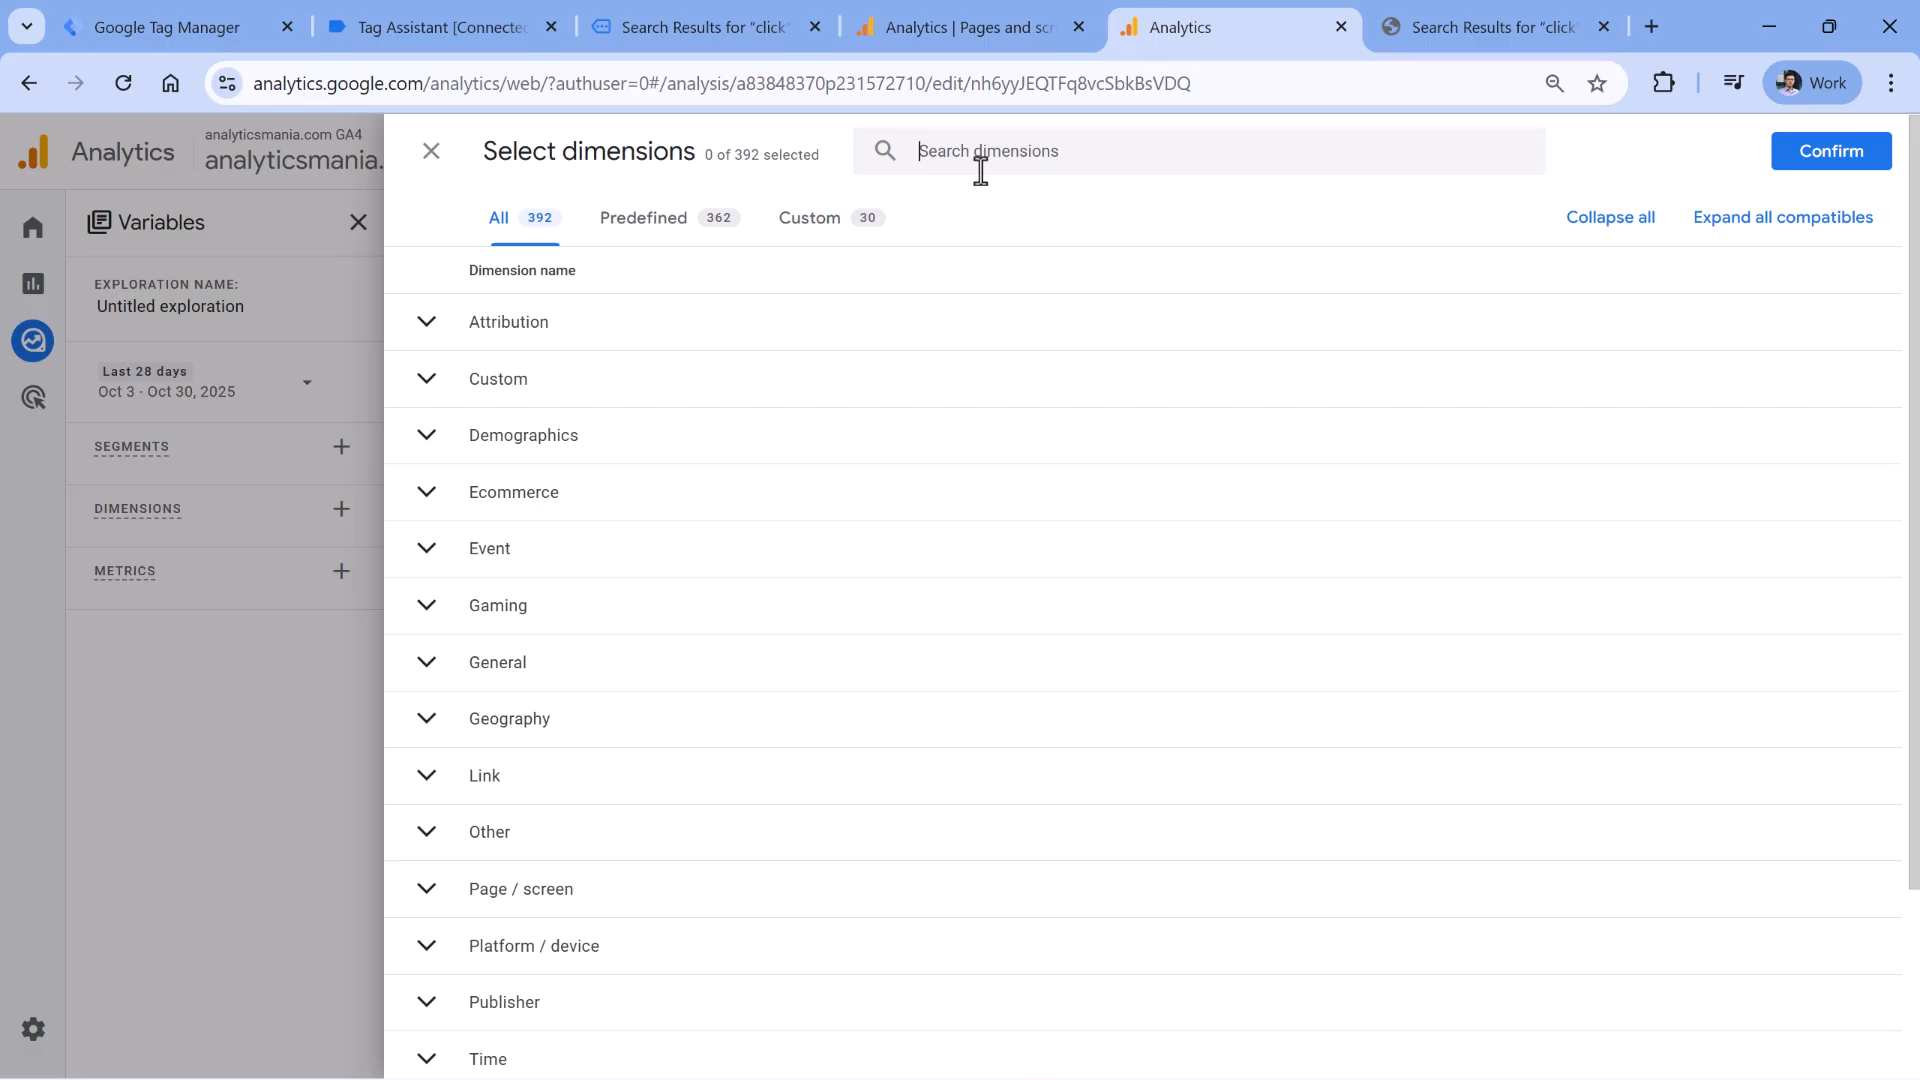 Google Tag Manager
Tag Assistant [Connected
Search Results for "click"
Analytics | Pages and scr
Analytics
Search Results for "click"
analytics.google.com/analytics/web/?authuser=0#/analysis/a83848370p231572710/edit/nh6yyJEQTFq8vcSbkBsVDQ
Work
Analytics
analyticsmania.com GA4
analyticsmania.
Select dimensions 0 of 392 selected
Search dimensions
Confirm
Variables
All 392
Predefined 362
Custom 30
Collapse all
Expand all compatibles
Dimension name
EXPLORATION NAME:
Untitled exploration
Last 28 days
Oct 3 - Oct 30, 2025
SEGMENTS
DIMENSIONS
METRICS
Attribution
Custom
Demographics
Ecommerce
Event
Gaming
General
Geography
Link
Other
Page / screen
Platform / device
Publisher
Time